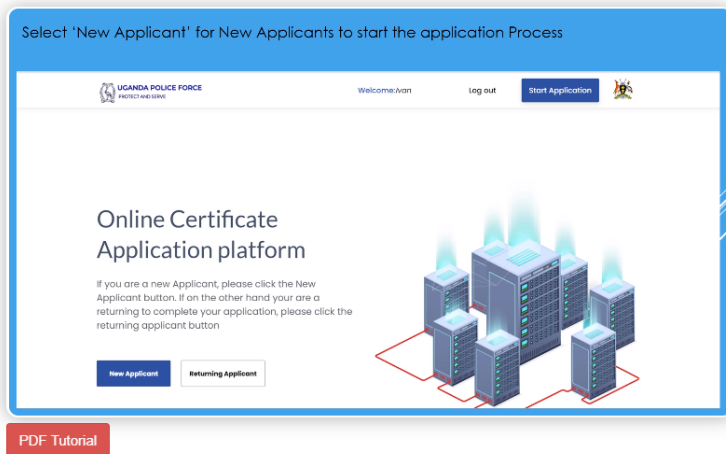 Select ‘New Applicant’ for New Applicants to start the application Process
UGANDA POLICE FORCE
PROTECT AND SERVE
Welcome:Ivan
Log out
Start Application
Online Certificate
Application platform
If you are a new Applicant, please click the New
Applicant button. If on the other hand your are a
returning to complete your application, please click the
returning applicant button
New Applicant
Returning Applicant
PDF Tutorial